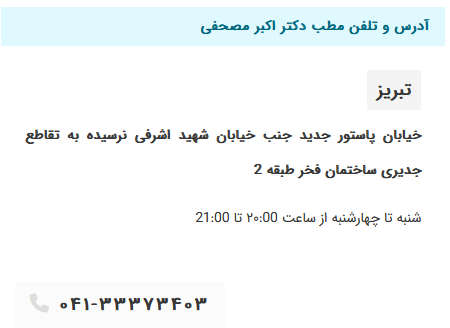 آدرس و تلفن مطب دکتر اکبر مصحفی
تبریز
خیابان پاستور جدید جنب خیابان شهید اشرفی نرسیده به تقاطع
جدیری ساختمان فخر طبقه 2
شنبه تا چهارشنبه از ساعت ۲۰:00 تا 21:00
۰۴۱-۳۳۳۷۳۴۰۳